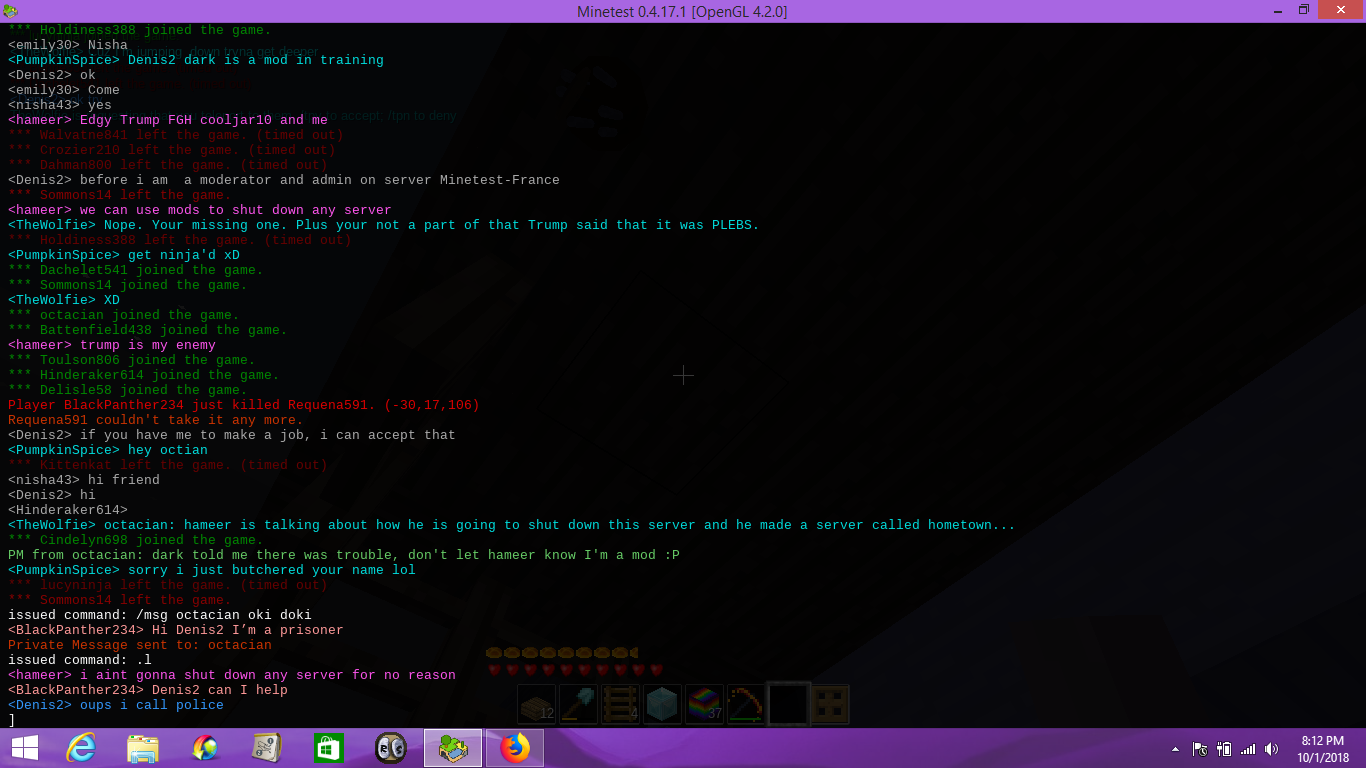 Minetest 0.4.17.1 [OpenGL 4.2.0]
*** Holdiness388 joined the game.
<emily30> Nisha
jumping down tryna get deeper
<PumpkinSpice> Denis2 dark is a mod in training
<Denis2> ok
<emily30> Come
<nisha43> yes
to accept. /tpn to deny
<hameer> Edgy Trump FGH cooljar10 and me
*** Walvatne841 left the game. (timed out)
*** Crozier210 left the game. (timed out)
*** Dahman800 left the game. (timed out)
<Denis2> before i am  a moderator and admin on server Minetest-France
*** Sommons14 left the game.
<hameer> we can use mods to shut down any server
<TheWolfie> Nope. Your missing one. Plus your not a part of that Trump said that it was PLEBS.
*** Holdiness388 left the game. (timed out)
<PumpkinSpice> get ninja'd xD
*** Dachelet541 joined the game.
*** Sommons14 joined the game.
<TheWolfie> XD
*** octacian joined the game.
*** Battenfield438 joined the game.
<hameer> trump is my enemy
*** Toulson806 joined the game.
*** Hinderaker614 joined the game.
*** Delisle58 joined the game.
Player BlackPanther234 just killed Requena591. (-30,17,106)
Requena591 couldn't take it any more.
<Denis2> if you have me to make a job, i can accept that
<PumpkinSpice> hey octian
*** Kittenkat left the game. (timed out)
<nisha43> hi friend
<Denis2> hi
<Hinderaker614>
<TheWolfie> octacian: hameer is talking about how he is going to shut down this server and he made a server called hometown...
*** Cindelyn698 joined the game.
PM from octacian: dark told me there was trouble, don't let hameer know I'm a mod :P
<PumpkinSpice> sorry i just butchered your name lol
*** lucyninja left the game. (timed out)
*** Sommons14 left the game.
issued command: /msg octacian oki doki
<BlackPanther234> Hi Denis2 I’m a prisoner
Private Message sent to: octacian
issued command: .l
<hameer> i aint gonna shut down any server for no reason
<BlackPanther234> Denis2 can I help
<Denis2> oups i call police
]
12
4
37
8:12 PM
10/1/2018